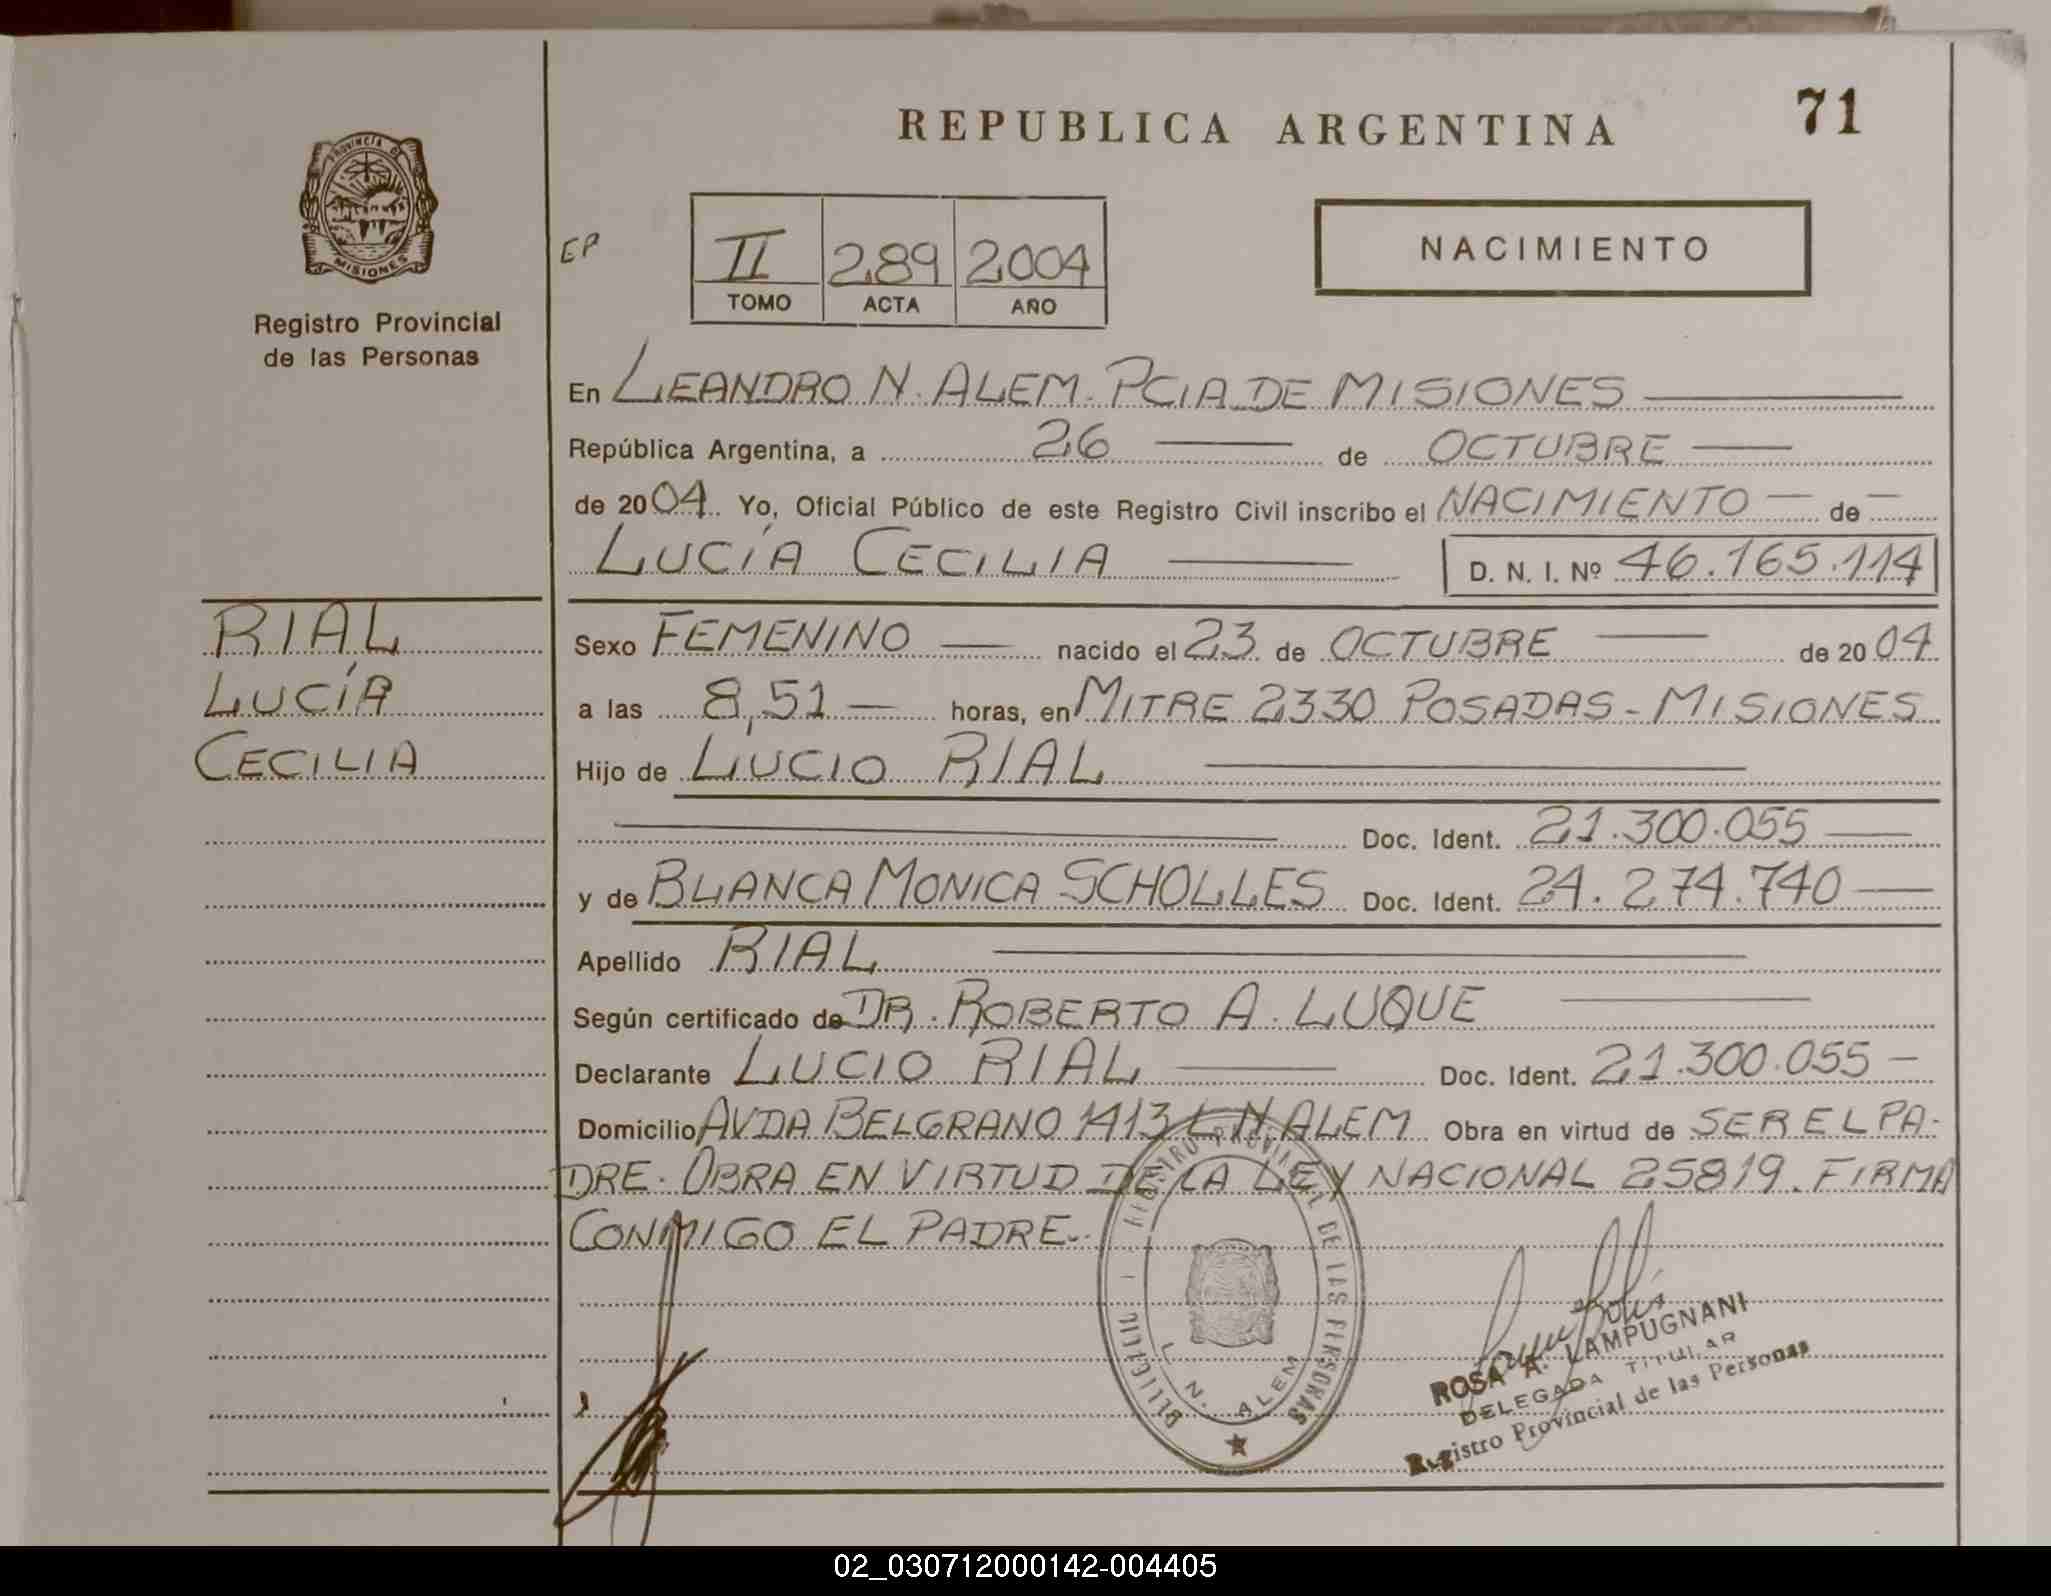 REPUBLICA ARGENTINA
71
PROVINCIA DE
MISIONES
Registro Provincial
de las Personas
EP
II 289 2004
TOMO ACTA AÑO
NACIMIENTO
En LEANDRO N. ALEM. PCIA DE MISIONES
República Argentina, a 26 de OCTUBRE
de 2004. Yo, Oficial Público de este Registro Civil inscribo el NACIMIENTO de
LUCÍA CECILIA D. N. I. Nº 46.165.114
RIAL
LUCÍA
CECILIA
Sexo FEMENINO nacido el 23 de OCTUBRE de 2004
a las 8,51 horas, en MITRE 2330 POSADAS - MISIONES
Hijo de LUCIO RIAL
Doc. Ident. 21.300.055
y de BLANCA MONICA SCHOLLES Doc. Ident. 24.274.740
Apellido RIAL
Según certificado de DR. ROBERTO A. LUQUE
Declarante LUCIO RIAL Doc. Ident. 21.300.055
Domicilio AVDA BELGRANO 1413 L N ALEM Obra en virtud de SER EL PA-
DRE. OBRA EN VIRTUD DE LA LEY NACIONAL 25819. FIRMA
CONMIGO EL PADRE.-
REGISTRO PROVINCIAL DE LAS PERSONAS
L. N. ALEM
ROSA A. LAMPUGNANI
DELEGADA TITULAR
Registro Provincial de las Personas
02_030712000142-004405